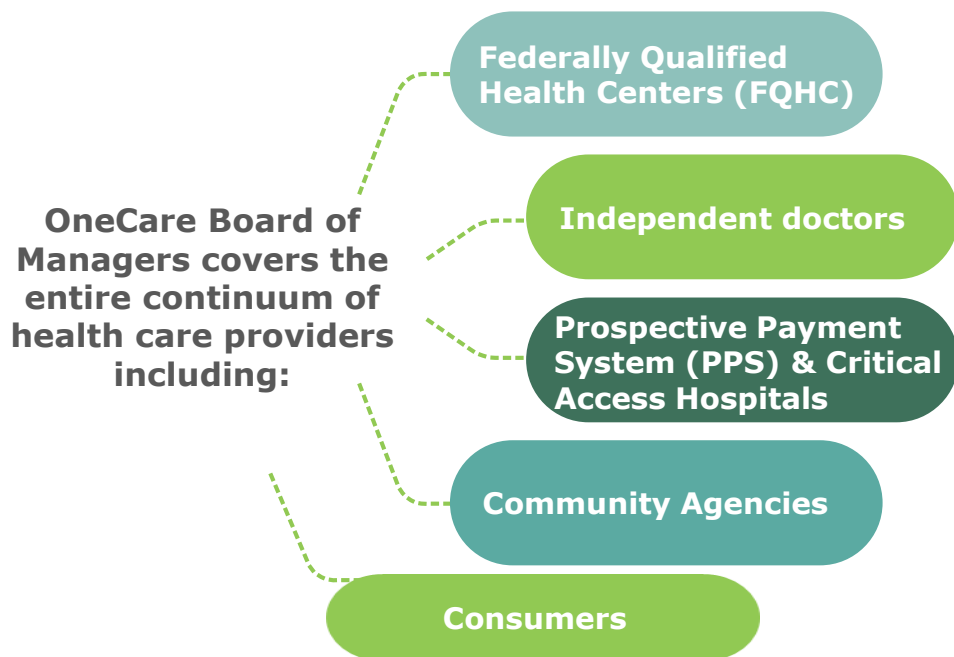 OneCare Board of
Managers covers the
entire continuum of
health care providers
including:
Federally Qualified
Health Centers (FQHC)
Independent doctors
Prospective Payment
System (PPS) & Critical
Access Hospitals
Community Agencies
Consumers